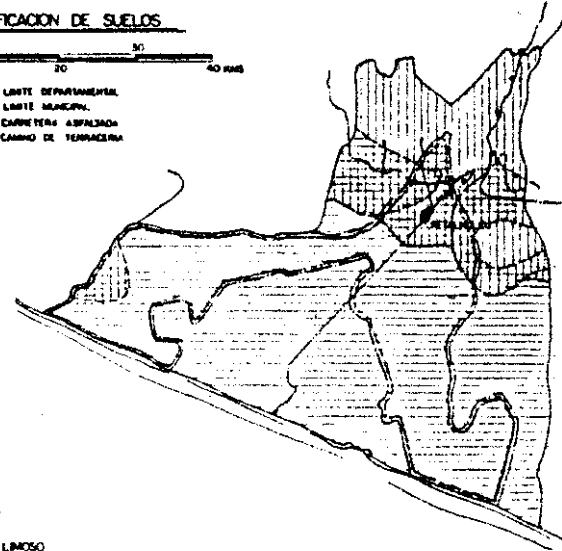 FICACION DE SUELOS
30
20 40 KMS
LIMITE DEPARTAMENTAL
LIMITE MUNICIPAL
CARRETERA ASFALTADA
CAMINO DE TERRACERIA
LIMOSO